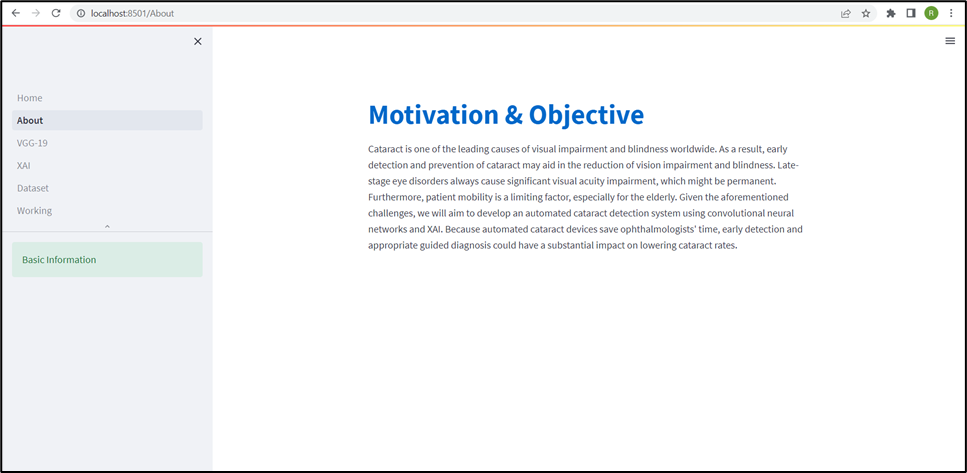 localhost:8501/About
R
Home
About
VGG-19
XAI
Dataset
Working
Basic Information
Motivation & Objective
Cataract is one of the leading causes of visual impairment and blindness worldwide. As a result, early
detection and prevention of cataract may aid in the reduction of vision impairment and blindness. Late-
stage eye disorders always cause significant visual acuity impairment, which might be permanent.
Furthermore, patient mobility is a limiting factor, especially for the elderly. Given the aforementioned
challenges, we will aim to develop an automated cataract detection system using convolutional neural
networks and XAI. Because automated cataract devices save ophthalmologists' time, early detection and
appropriate guided diagnosis could have a substantial impact on lowering cataract rates.